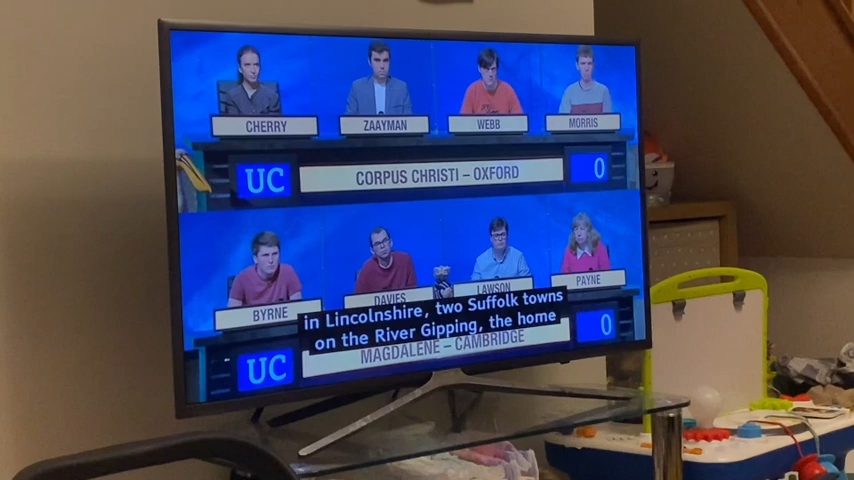 CHERRY
ZAAYMAN
WEBB
MORRIS
UC
CORPUS CHRISTI – OXFORD
0
BYRNE
DAVIES
LAWSON
PAYNE
in Lincolnshire, two Suffolk towns
on the River Gipping, the home
UC
MAGDALENE – CAMBRIDGE
0